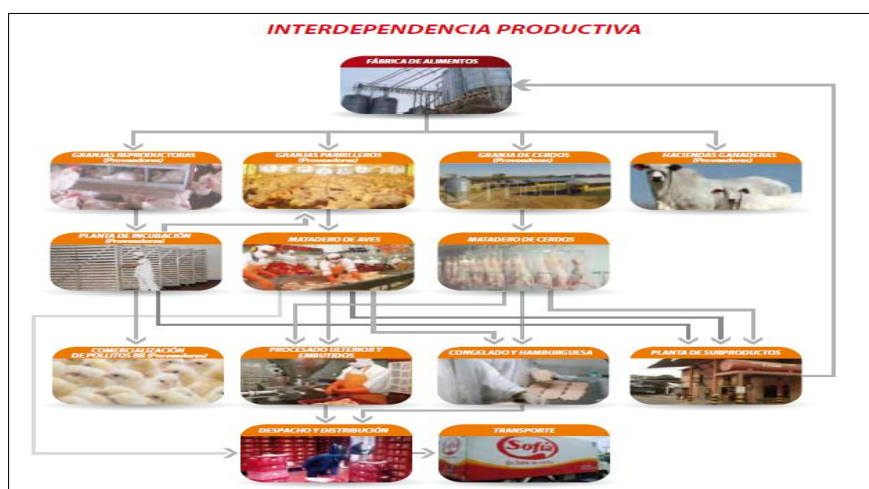 INTERDEPENDENCIA PRODUCTIVA
FÁBRICA DE ALIMENTOS
GRANJAS REPRODUCTORAS
(Proveedores)
GRANJAS PARRILLEROS
(Proveedores)
GRANJA DE CERDOS
(Proveedores)
HACIENDAS GANADERAS
(Proveedores)
PLANTA DE INCUBACIÓN
(Proveedores)
MATADERO DE AVES
MATADERO DE CERDOS
COMERCIALIZACIÓN
DE POLLITOS BB (Proveedores)
PROCESADO ULTERIOR Y
EMBUTIDOS
CONGELADO Y HAMBURGUESA
PLANTA DE SUBPRODUCTOS
DESPACHO Y DISTRIBUCIÓN
TRANSPORTE
Sofía